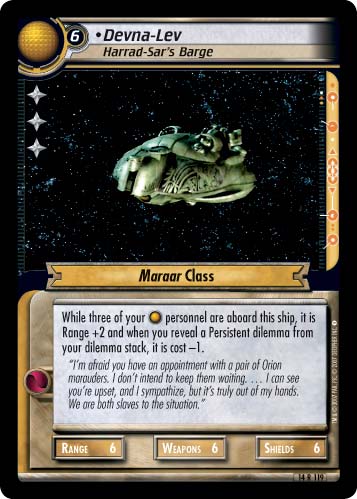 6
•Devna-Lev
Harrad-Sar's Barge
Maraar Class
While three of your personnel are aboard this ship, it is
Range +2 and when you reveal a Persistent dilemma from
your dilemma stack, it is cost –1.
"I'm afraid you have an appointment with a pair of Orion
marauders. I don't intend to keep them waiting. … I can see
you're upset, and I sympathize, but it's truly out of my hands.
We are both slaves to the situation."
RANGE 6 WEAPONS 6 SHIELDS 6
14 R 119